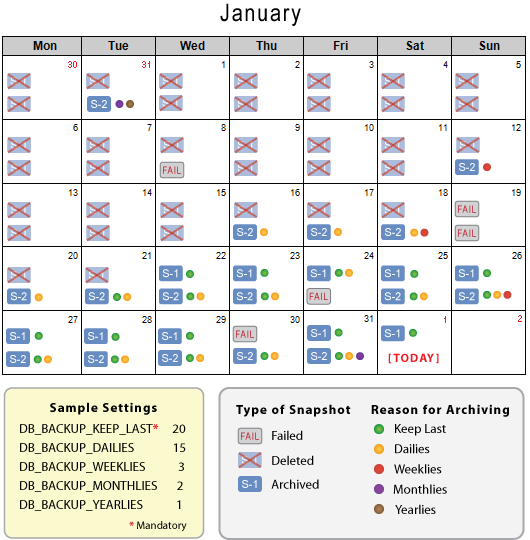 January
Mon Tue Wed Thu Fri Sat Sun
30 31 1 2 3 4 5
S-2
6 7 8 9 10 11 12
FAIL S-2
13 14 15 16 17 18 19
FAIL
S-2 S-2 S-2 FAIL
20 21 22 23 24 25 26
S-1 S-1 S-1 S-1 S-1
S-2 S-2 S-2 S-2 FAIL S-2 S-2
27 28 29 30 31 1 2
S-1 S-1 S-1 FAIL S-1 S-1
S-2 S-2 S-2 S-2 S-2 [TODAY]
Sample Settings
DB_BACKUP_KEEP_LAST* 20
DB_BACKUP_DAILIES 15
DB_BACKUP_WEEKLIES 3
DB_BACKUP_MONTHLIES 2
DB_BACKUP_YEARLIES 1
* Mandatory
Type of Snapshot
FAIL Failed
Deleted
S-1 Archived
Reason for Archiving
Keep Last
Dailies
Weeklies
Monthlies
Yearlies